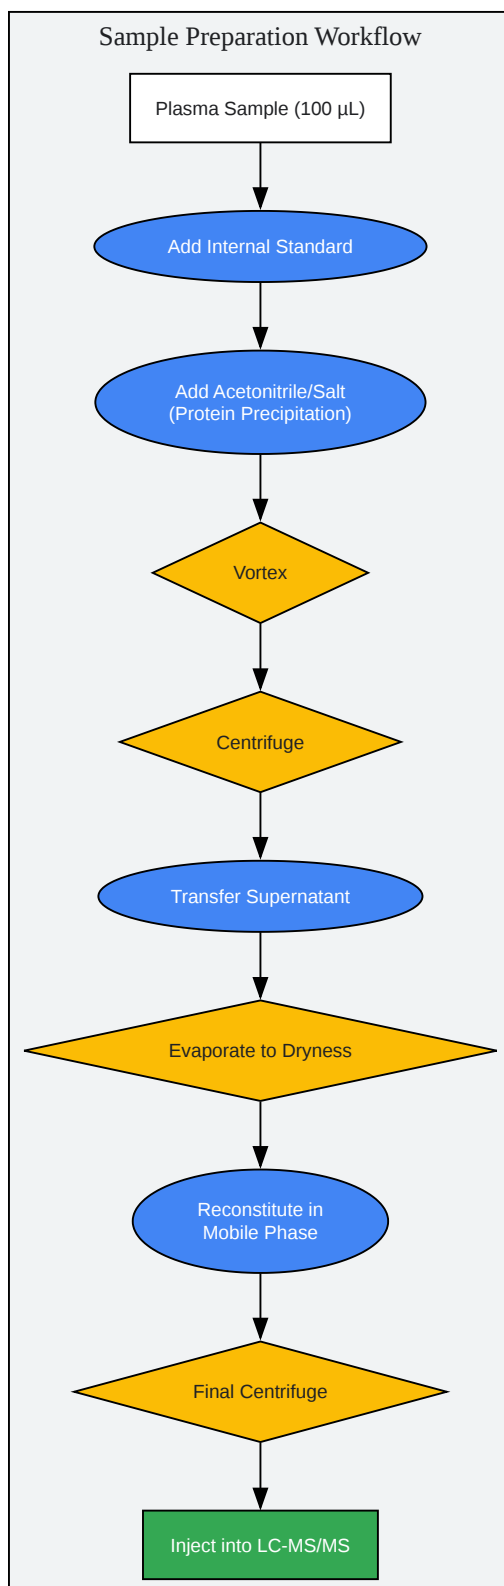 Sample Preparation Workflow
Plasma Sample (100 µL)
Add Internal Standard
Add Acetonitrile/Salt
(Protein Precipitation)
Vortex
Centrifuge
Transfer Supernatant
Evaporate to Dryness
Reconstitute in
Mobile Phase
Final Centrifuge
Inject into LC-MS/MS